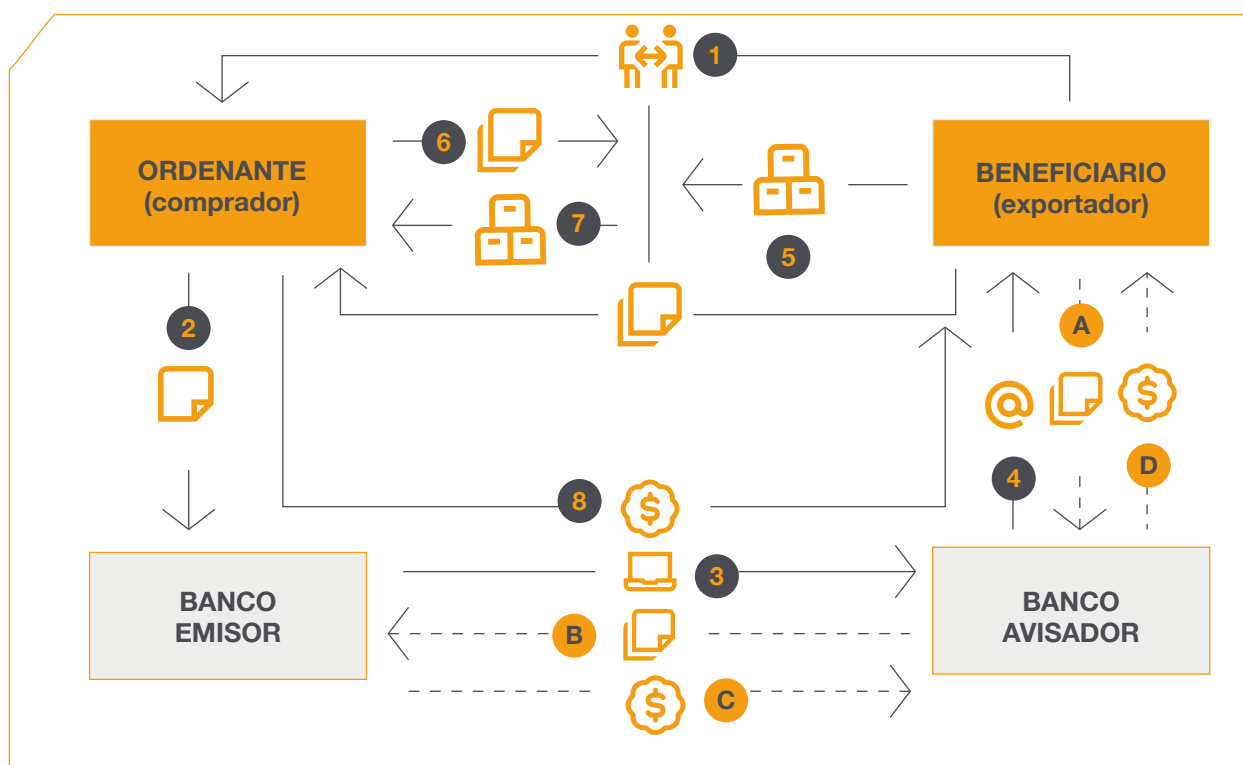 1
6
ORDENANTE
(comprador)
BENEFICIARIO
(exportador)
7
5
2
A
4
D
8
$
$
3
BANCO
EMISOR
BANCO
AVISADOR
B
$
C
@